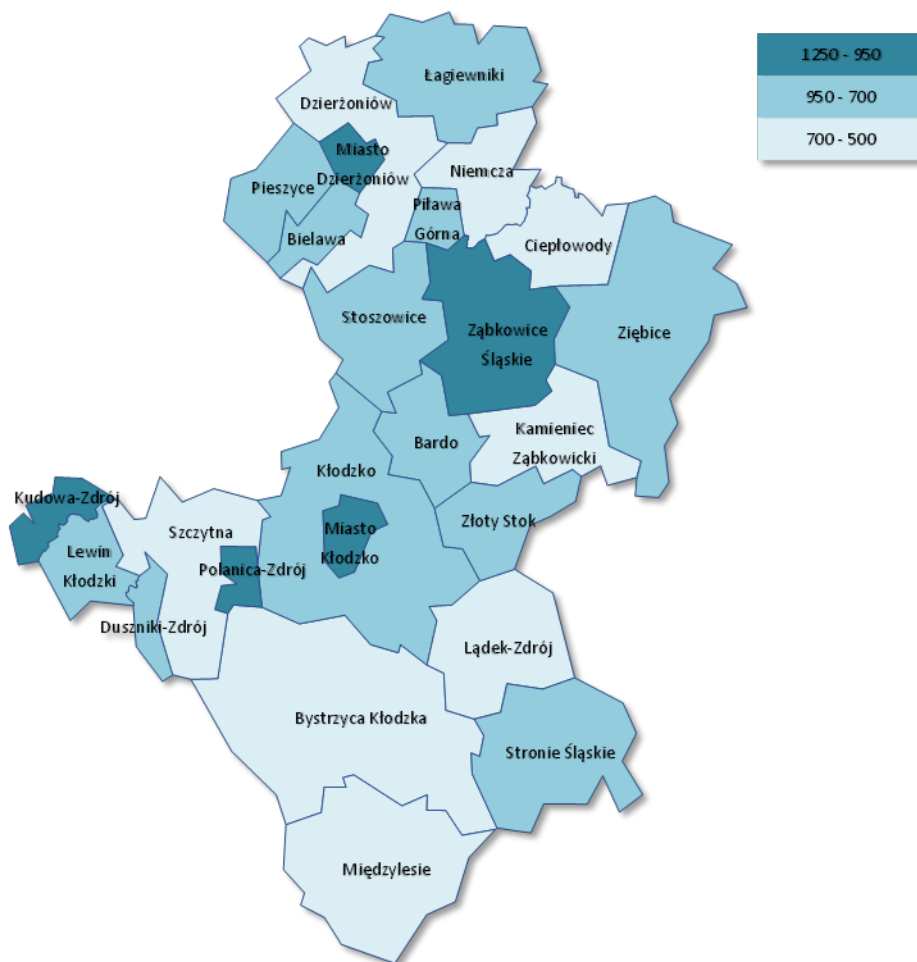 1250 - 950
950 - 700
700 - 500
Łagiewniki
Dzierżoniów
Miasto
Dzierżoniów
Niemcza
Pieszyce
Piława
Górna
Bielawa
Ciepłowody
Stoszowice
Ząbkowice
Śląskie
Ziębice
Bardo
Kamieniec
Ząbkowicki
Kłodzko
Kudowa-Zdrój
Szczytna
Miasto
Kłodzko
Złoty Stok
Lewin
Kłodzki
Polanica-Zdrój
Duszniki-Zdrój
Lądek-Zdrój
Bystrzyca Kłodzka
Stronie Śląskie
Międzylesie